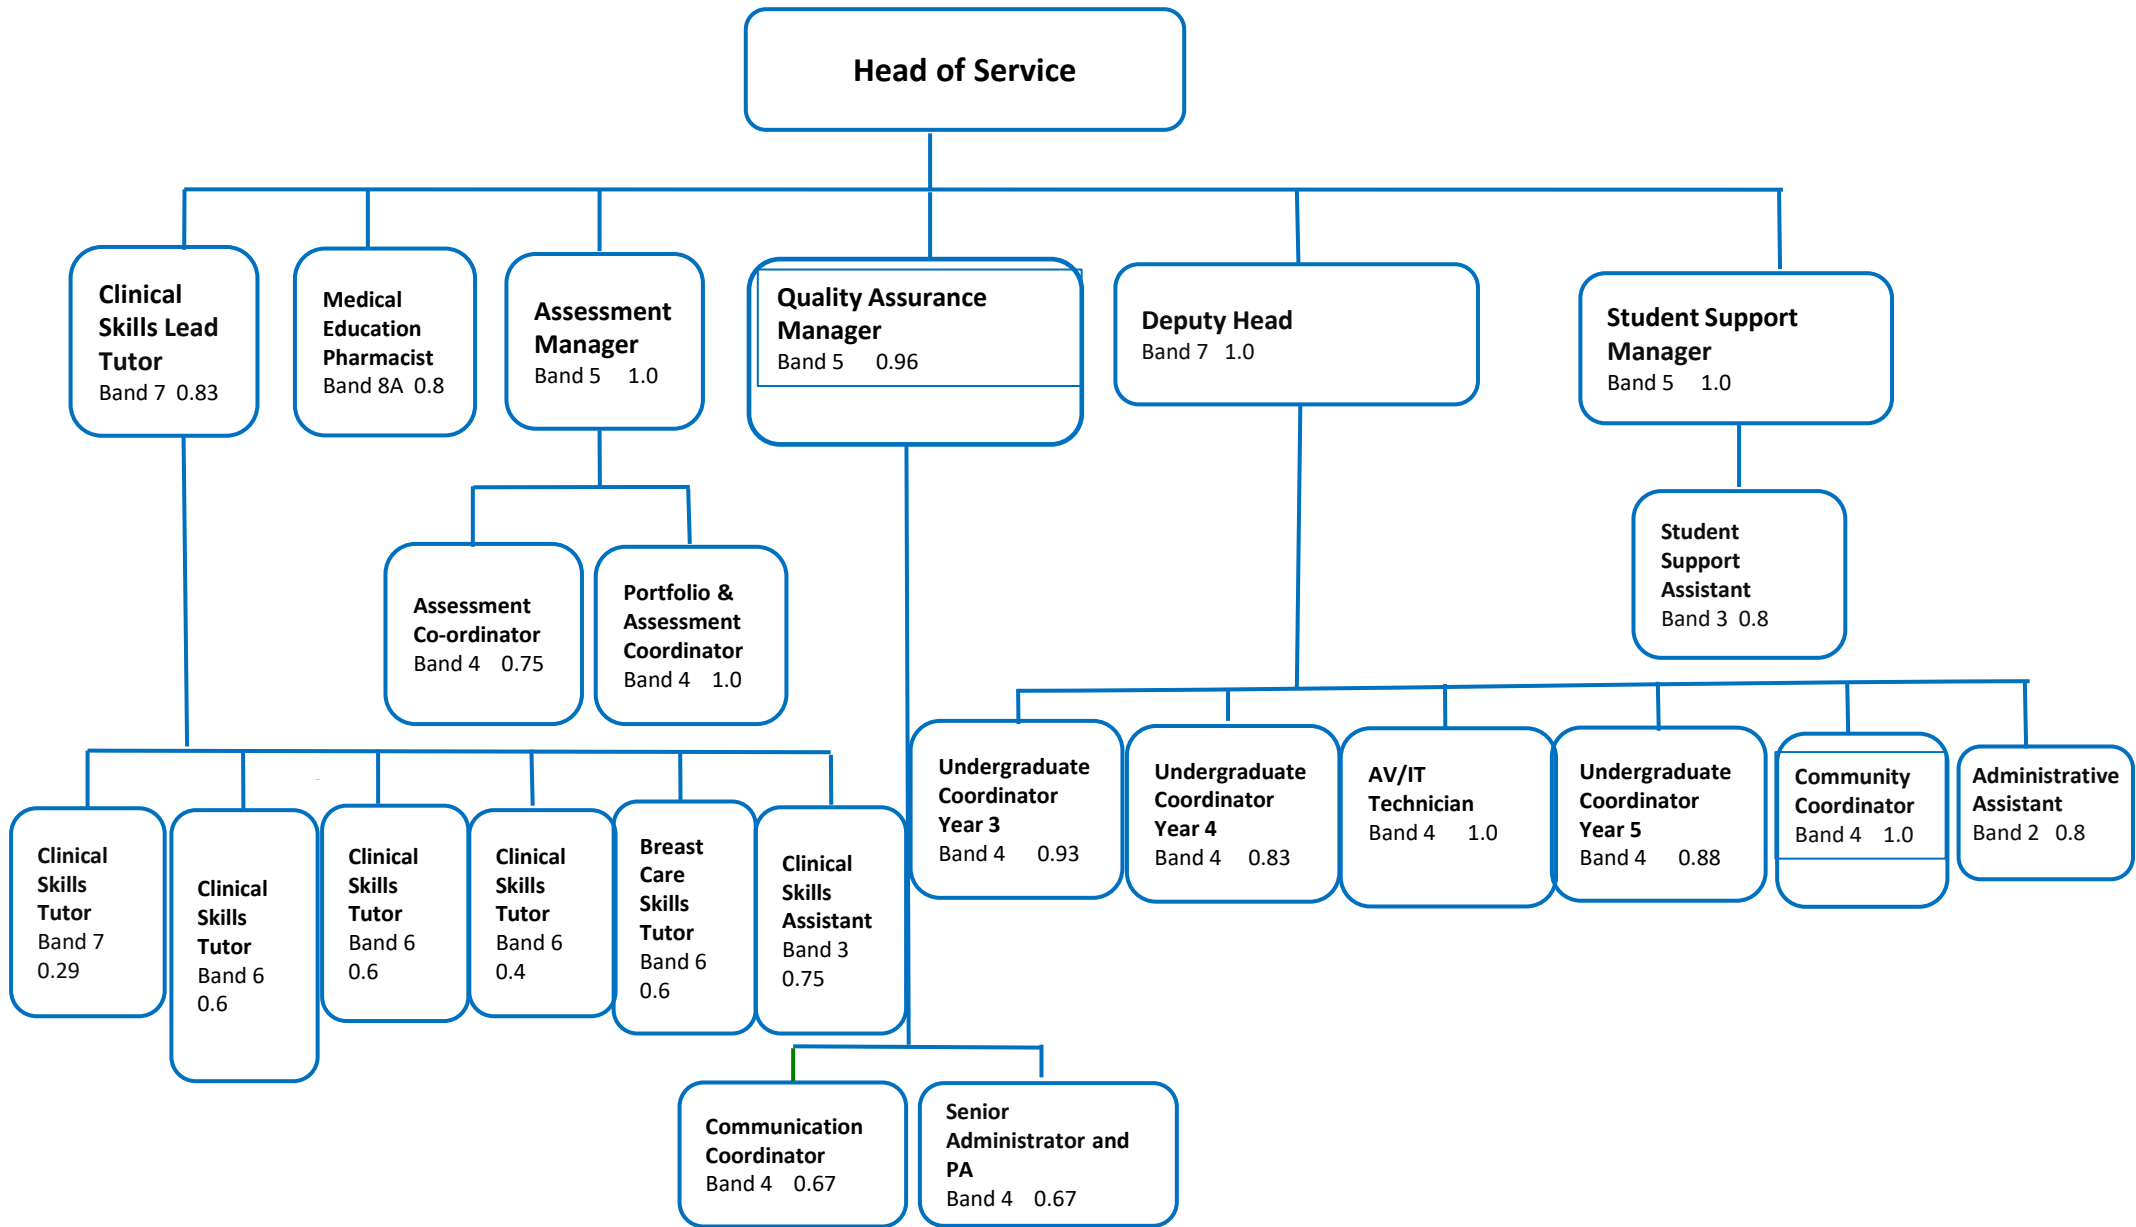 Head of Service
Clinical
Skills Lead
Tutor
Band 7 0.83
Medical
Education
Pharmacist
Band 8A 0.8
Assessment
Manager
Band 5 1.0
Quality Assurance
Manager
Band 5 0.96
Deputy Head
Band 7 1.0
Student Support
Manager
Band 5 1.0
Assessment
Co-ordinator
Band 4 0.75
Portfolio &
Assessment
Coordinator
Band 4 1.0
Student
Support
Assistant
Band 3 0.8
Clinical
Skills
Tutor
Band 7
0.29
Clinical
Skills
Tutor
Band 6
0.6
Clinical
Skills
Tutor
Band 6
0.6
Clinical
Skills
Tutor
Band 6
0.4
Breast
Care
Skills
Tutor
Band 6
0.6
Clinical
Skills
Assistant
Band 3
0.75
Undergraduate
Coordinator
Year 3
Band 4 0.93
Undergraduate
Coordinator
Year 4
Band 4 0.83
AV/IT
Technician
Band 4 1.0
Undergraduate
Coordinator
Year 5
Band 4 0.88
Community
Coordinator
Band 4 1.0
Administrative
Assistant
Band 2 0.8
Communication
Coordinator
Band 4 0.67
Senior
Administrator and
PA
Band 4 0.67